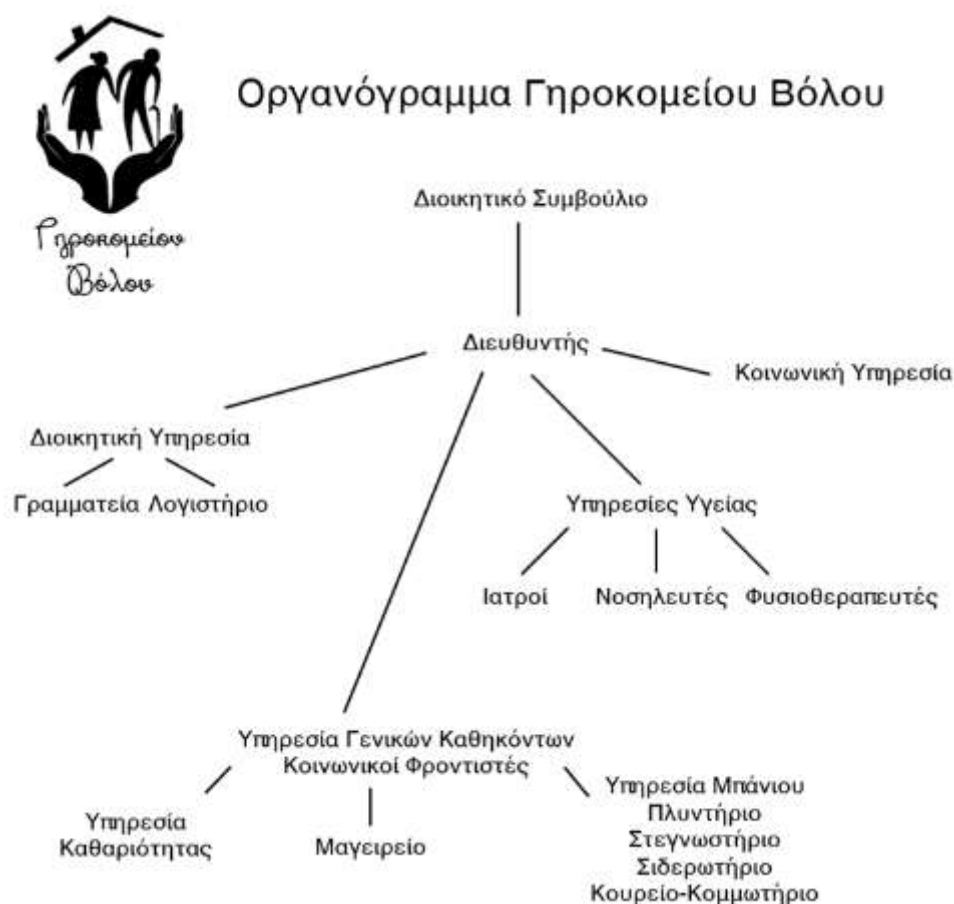 Οργανόγραμμα Γηροκομείου Βόλου
Γηροκομείον
Βόλου
Διοικητικό Συμβούλιο
Διευθυντής
Κοινωνική Υπηρεσία
Διοικητική Υπηρεσία
Γραμματεία Λογιστήριο
Υπηρεσίες Υγείας
Ιατροί Νοσηλευτές Φυσιοθεραπευτές
Υπηρεσία Γενικών Καθηκόντων
Κοινωνικοί Φροντιστές
Υπηρεσία
Καθαριότητας
Μαγειρείο
Υπηρεσία Μπάνιου
Πλυντήριο
Στεγνωστήριο
Σιδερωτήριο
Κουρείο-Κομμωτήριο